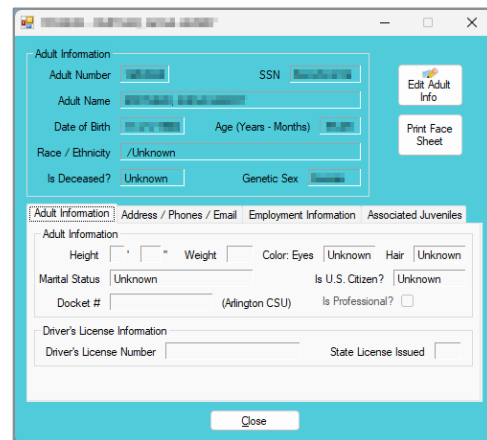 Adult Information
Adult Number SSN
Edit Adult
Info
Adult Name
Date of Birth Age (Years - Months)
Print Face
Sheet
Race / Ethnicity /Unknown
Is Deceased? Unknown Genetic Sex
Adult Information Address / Phones / Email Employment Information Associated Juveniles
Adult Information
Height ' " Weight Color: Eyes Unknown Hair Unknown
Marital Status Unknown Is U.S. Citizen? Unknown
Docket # (Arlington CSU) Is Professional?
Driver's License Information
Driver's License Number State License Issued
Close